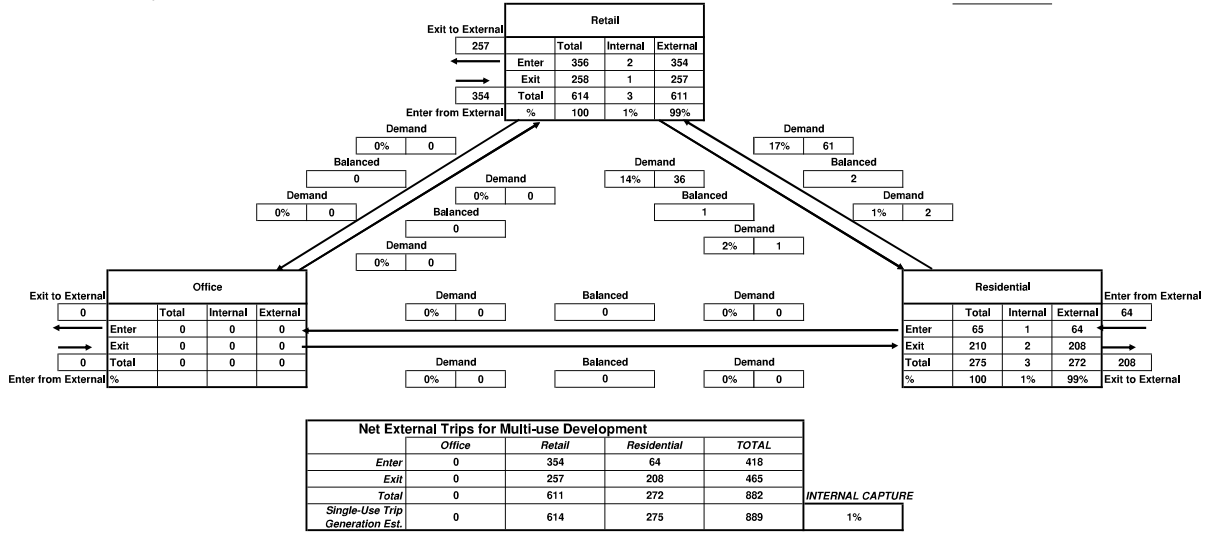 Retail
Exit to External
257
Total Internal External
Enter 356 2 354
Exit 258 1 257
354
Total 614 3 611
Enter from External
% 100 1% 99%
Demand
0% 0
Balanced
0
Demand
0% 0
Demand
0% 0
Balanced
0
Demand
0% 0
Demand
14% 36
Balanced
1
Demand
2% 1
Demand
17% 61
Balanced
2
Demand
1% 2
Office
Exit to External
0
Total Internal External
Enter 0 0 0
Exit 0 0 0
0
Total 0 0 0
Enter from External
%
Demand Balanced Demand
0% 0 0 0% 0
Demand Balanced Demand
0% 0 0 0% 0
Residential
Enter from External
64
Total Internal External
Enter 65 1 64
Exit 210 2 208
Total 275 3 272
208
% 100 1% 99%
Exit to External
Net External Trips for Multi-use Development
Office Retail Residential TOTAL
Enter 0 354 64 418
Exit 0 257 208 465
Total 0 611 272 882
INTERNAL CAPTURE
Single-Use Trip
Generation Est. 0 614 275 889 1%